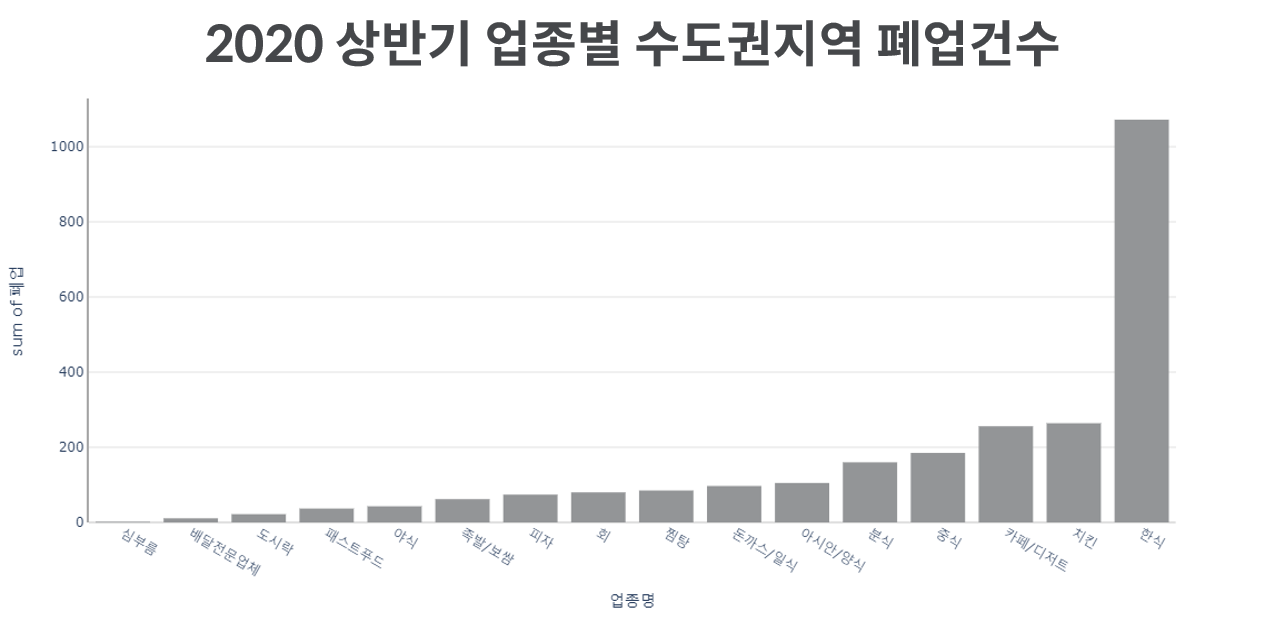 2020 상반기 업종별 수도권지역 폐업건수
sum of 폐업
1000
800
600
400
200
0
심부름
배달전문업체
도시락
패스트푸드
야식
족발/보쌈
피자
회
찜탕
돈까스/일식
아시안/양식
분식
중식
카페/디저트
치킨
한식
업종명